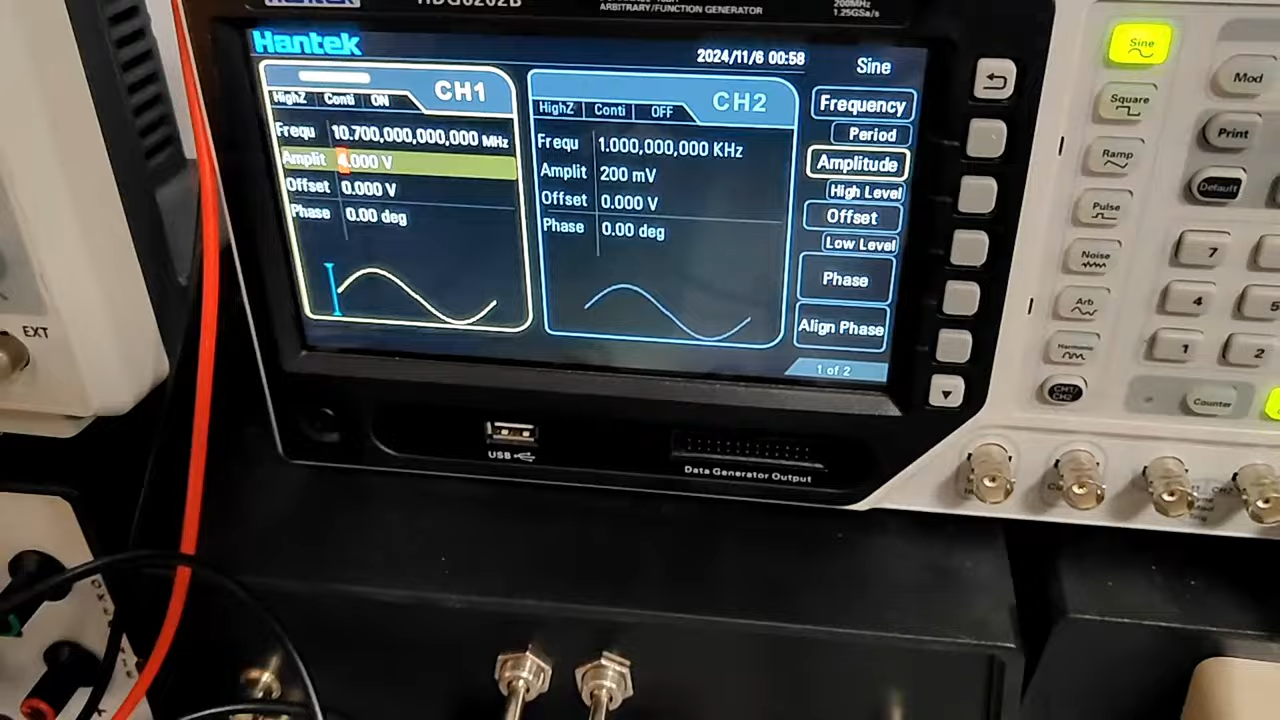 Hantek HDG6202B
ARBITRARY/FUNCTION GENERATOR
200MHz
1.25GSa/s
Hantek
2024/11/6 00:58
Sine
HighZ Conti ON CH1
Frequ 10.700,000,000,000 MHz
Amplit 4.000 V
Offset 0.000 V
Phase 0.00 deg
HighZ Conti OFF CH2
Frequ 1.000,000,000 KHz
Amplit 200 mV
Offset 0.000 V
Phase 0.00 deg
Frequency
Period
Amplitude
High Level
Offset
Low Level
Phase
Align Phase
1 of 2
Sine
Square
Ramp
Pulse
Noise
Arb
Harmonic
CH1/
CH2
Mod
Print
Default
7
4
5
1
2
Counter
EXT
USB
Data Generator Output